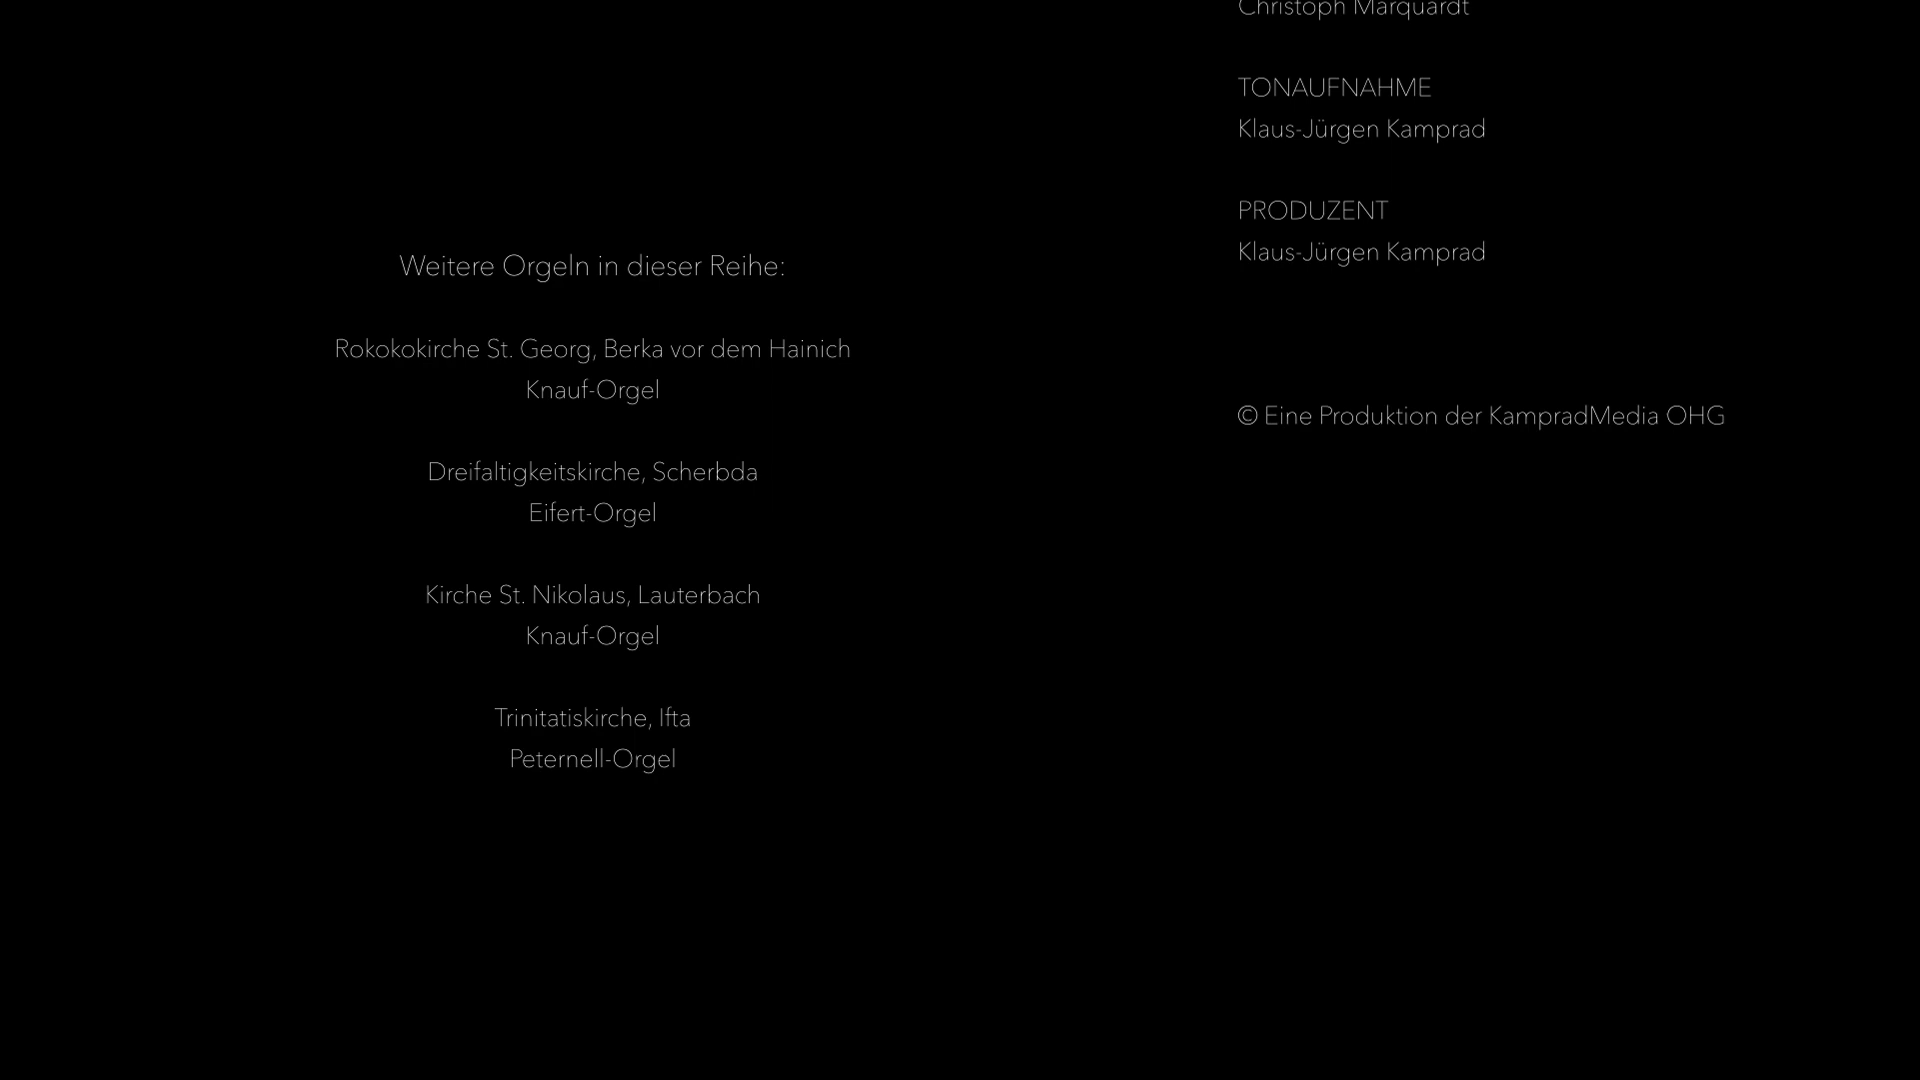 Weitere Orgeln in dieser Reihe:
Rokokokirche St. Georg, Berka vor dem Hainich
Knauf-Orgel
Dreifaltigkeitskirche, Scherbda
Eifert-Orgel
Kirche St. Nikolaus, Lauterbach
Knauf-Orgel
Trinitatiskirche, Ifta
Peternell-Orgel
Christoph Marquardt
TONAUFNAHME
Klaus-Jürgen Kamprad
PRODUZENT
Klaus-Jürgen Kamprad
© Eine Produktion der KampradMedia OHG